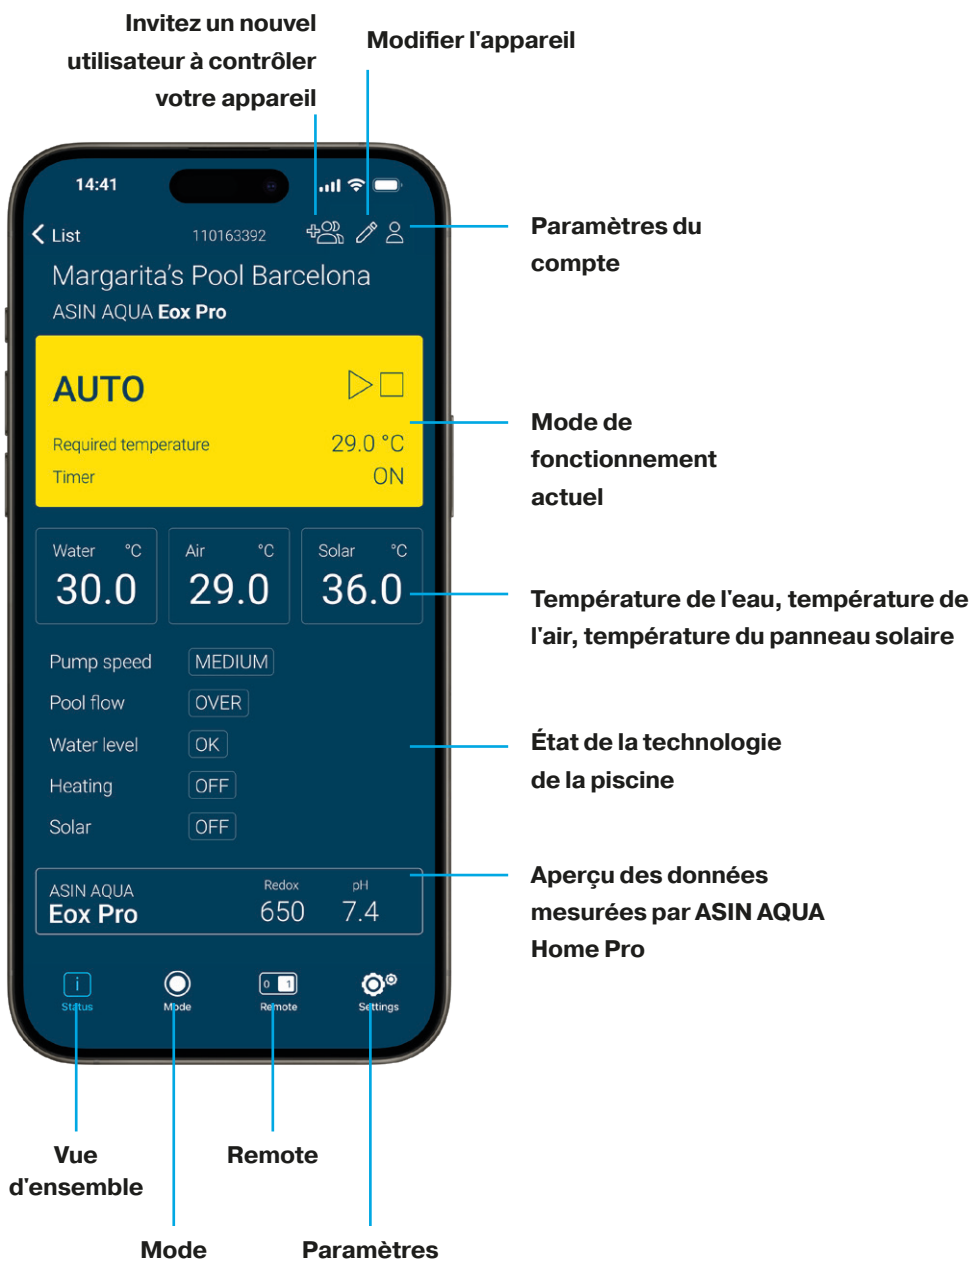 Invitez un nouvel
utilisateur à contrôler
votre appareil
Modifier l'appareil
14:41
List
110163392
Paramètres du
compte
Margarita's Pool Barcelona
ASIN AQUA Eox Pro
AUTO
Required temperature 29.0 °C
Timer ON
Mode de
fonctionnement
actuel
Water °C
30.0
Air °C
29.0
Solar °C
36.0
Température de l'eau, température de
l'air, température du panneau solaire
Pump speed MEDIUM
Pool flow OVER
Water level OK
Heating OFF
Solar OFF
État de la technologie
de la piscine
ASIN AQUA
Eox Pro
Redox
650
pH
7.4
Aperçu des données
mesurées par ASIN AQUA
Home Pro
i
Status
Mode
0 1
Remote
Settings
Vue
d'ensemble
Remote
Mode
Paramètres